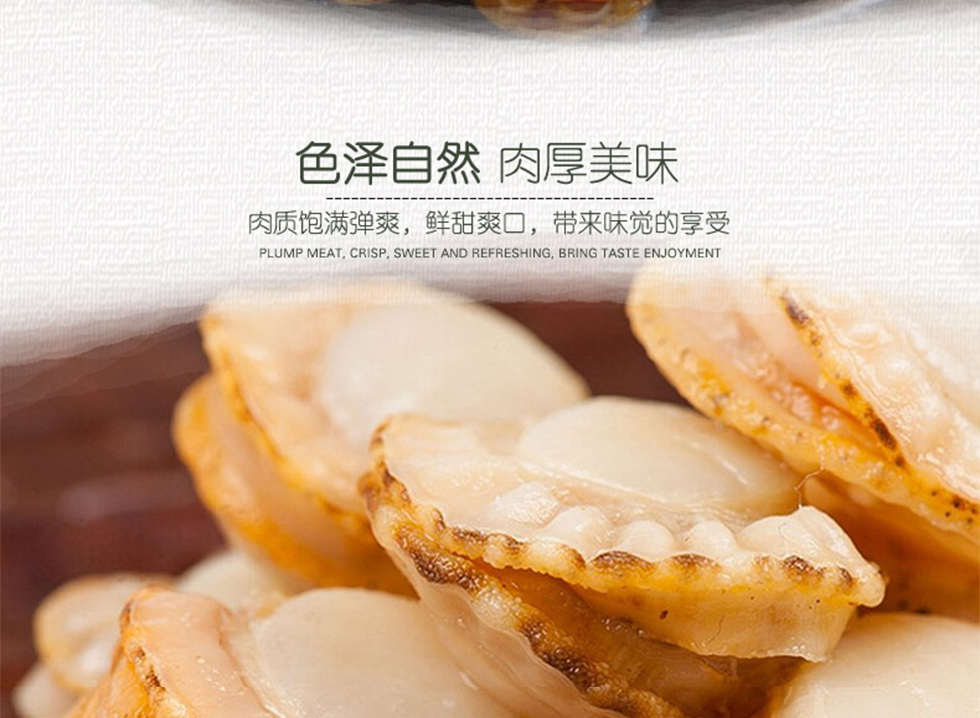 色泽自然 肉厚美味
肉质饱满弹爽，鲜甜爽口，带来味觉的享受
PLUMP MEAT, CRISP, SWEET AND REFRESHING, BRING TASTE ENJOYMENT